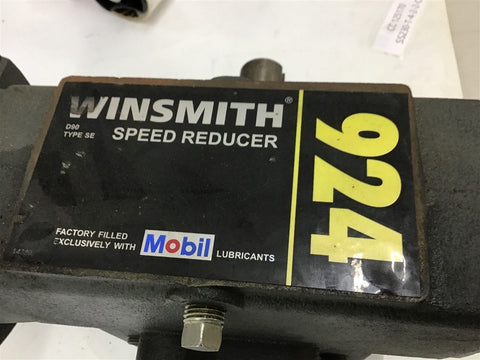 WINSMITH®
D90
TYPE SE
SPEED REDUCER
924
FACTORY FILLED
EXCLUSIVELY WITH
Mobil
LUBRICANTS